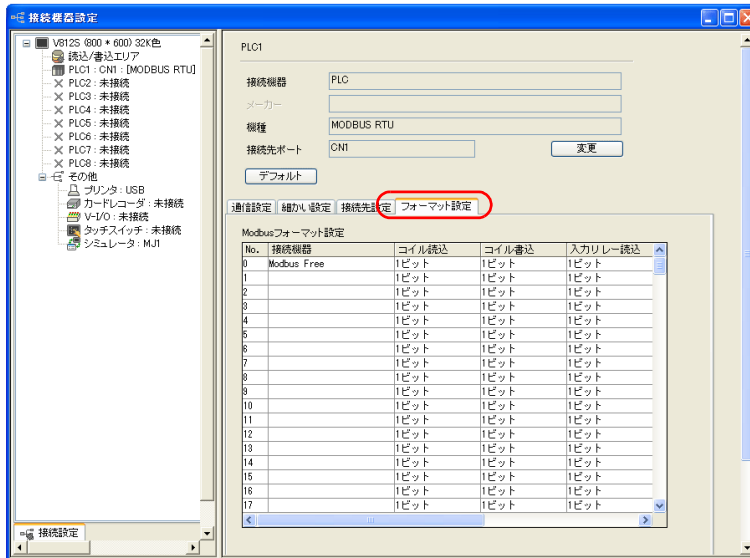 接続機器設定
V812S (800 * 600) 32K色
読込/書込エリア
PLC1 : CN1 : [MODBUS RTU]
PLC2 : 未接続
PLC3 : 未接続
PLC4 : 未接続
PLC5 : 未接続
PLC6 : 未接続
PLC7 : 未接続
PLC8 : 未接続
その他
プリンタ : USB
カードレコーダ : 未接続
V-I/O : 未接続
タッチスイッチ : 未接続
シミュレータ : MJ1
接続設定
PLC1
接続機器 PLC
メーカー
機種 MODBUS RTU
接続先ポート CN1 変更
デフォルト
通信設定 細かい設定 接続先設定 フォーマット設定
Modbusフォーマット設定
No. 接続機器 コイル読込 コイル書込 入力リレー読込
0 Modbus Free 1ビット 1ビット 1ビット
1 1ビット 1ビット 1ビット
2 1ビット 1ビット 1ビット
3 1ビット 1ビット 1ビット
4 1ビット 1ビット 1ビット
5 1ビット 1ビット 1ビット
6 1ビット 1ビット 1ビット
7 1ビット 1ビット 1ビット
8 1ビット 1ビット 1ビット
9 1ビット 1ビット 1ビット
10 1ビット 1ビット 1ビット
11 1ビット 1ビット 1ビット
12 1ビット 1ビット 1ビット
13 1ビット 1ビット 1ビット
14 1ビット 1ビット 1ビット
15 1ビット 1ビット 1ビット
16 1ビット 1ビット 1ビット
17 1ビット 1ビット 1ビット